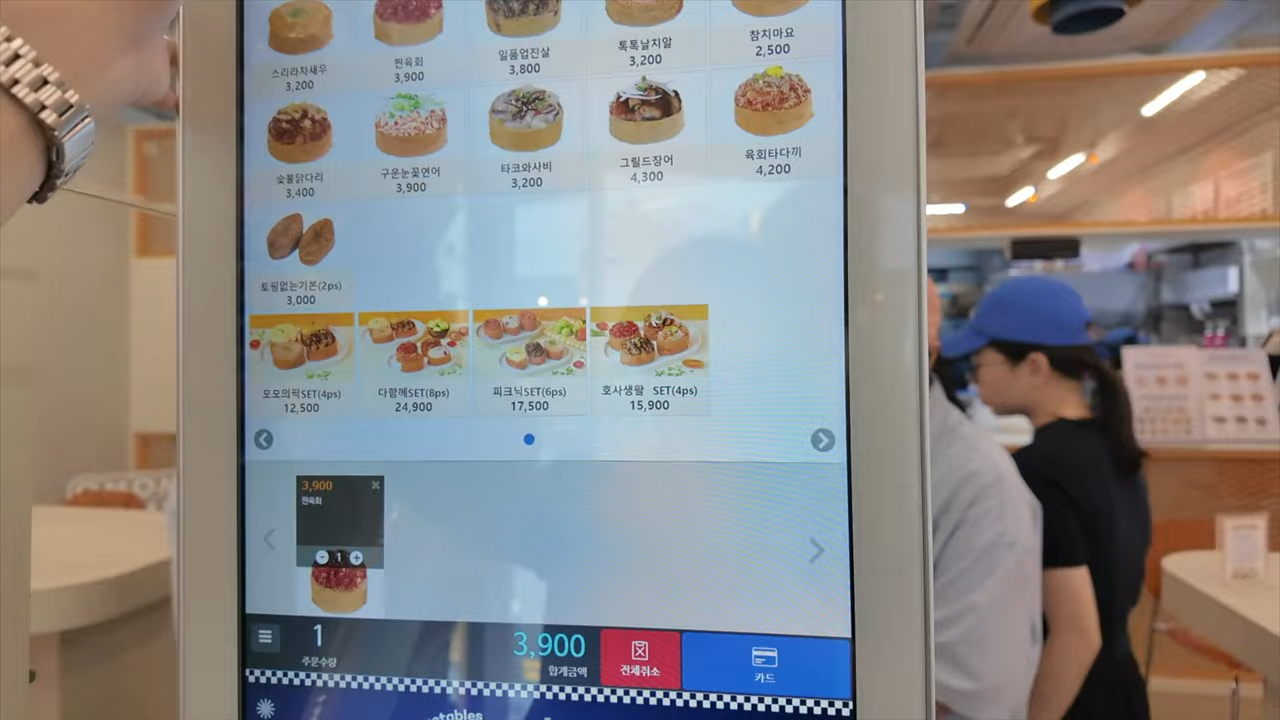 참치마요
일품업진살
톡톡날치알
2,500
찐육회
3,800
3,200
스리라차새우
3,900
3,200
육회타다끼
그릴드장어
4,200
타코와사비
4,300
구운눈꽃연어
3,200
숯불닭다리
3,900
3,400
토핑없는기본(2ps)
3,000
모모의픽SET(4ps)
다함께SET(8ps)
피크닉SET(6ps)
호사생활 SET(4ps)
12,500
24,900
17,500
15,900
3,900
찐육회
1
1
주문수량
3,900
합계금액
전체취소
카드